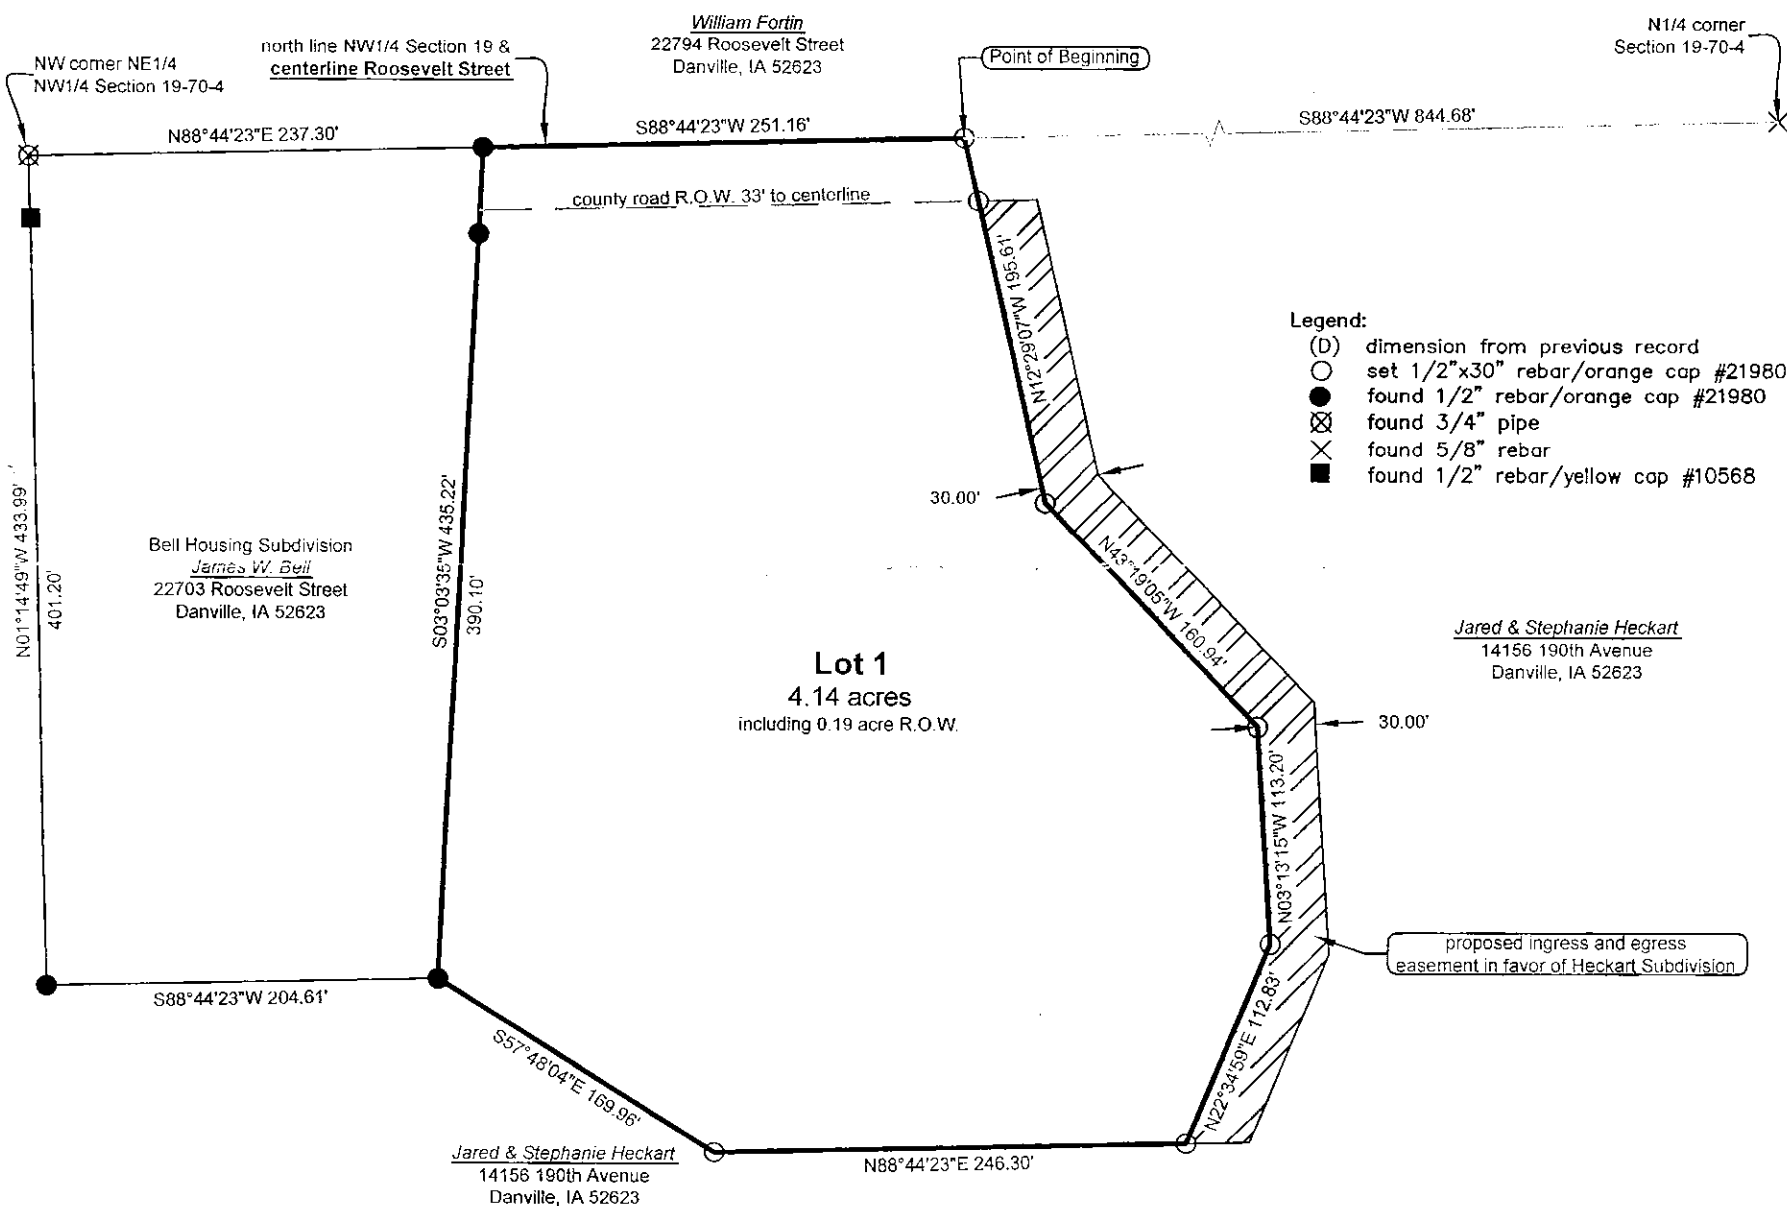 William Fortin
22794 Roosevelt Street
Danville, IA 52623
N1/4 corner
Section 19-70-4
north line NW1/4 Section 19 &
centerline Roosevelt Street
NW corner NE1/4
NW1/4 Section 19-70-4
Point of Beginning
N88°44'23"E 237.30'
S88°44'23"W 251.16'
S88°44'23"W 844.68'
county road R.O.W. 33' to centerline
N12°29'07"W 195.61'
Legend:
(D) dimension from previous record
set 1/2"x30" rebar/orange cap #21980
found 1/2" rebar/orange cap #21980
found 3/4" pipe
found 5/8" rebar
found 1/2" rebar/yellow cap #10568
30.00'
N01°14'49"W 433.99'
401.20'
Bell Housing Subdivision
James W. Bell
22703 Roosevelt Street
Danville, IA 52623
S03°03'35"W 435.22'
390.10'
N43°19'05"W 160.94'
Jared & Stephanie Heckart
14156 190th Avenue
Danville, IA 52623
Lot 1
4.14 acres
including 0.19 acre R.O.W.
30.00'
N03°13'15"W 113.20'
proposed ingress and egress
easement in favor of Heckart Subdivision
S88°44'23"W 204.61'
S57°48'04"E 169.96'
N22°34'59"E 112.83'
N88°44'23"E 246.30'
Jared & Stephanie Heckart
14156 190th Avenue
Danville, IA 52623